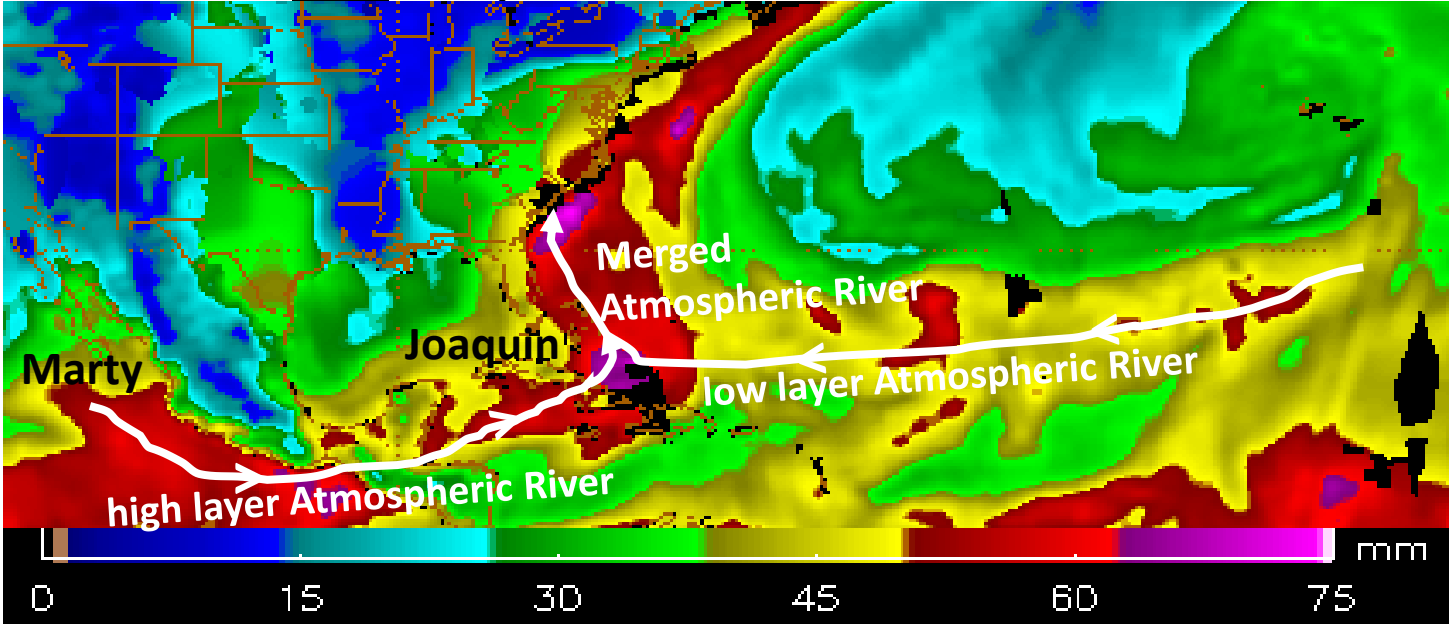 Merged
Atmospheric River
Joaquin
Marty
low layer Atmospheric River
high layer Atmospheric River
mm
0 15 30 45 60 75